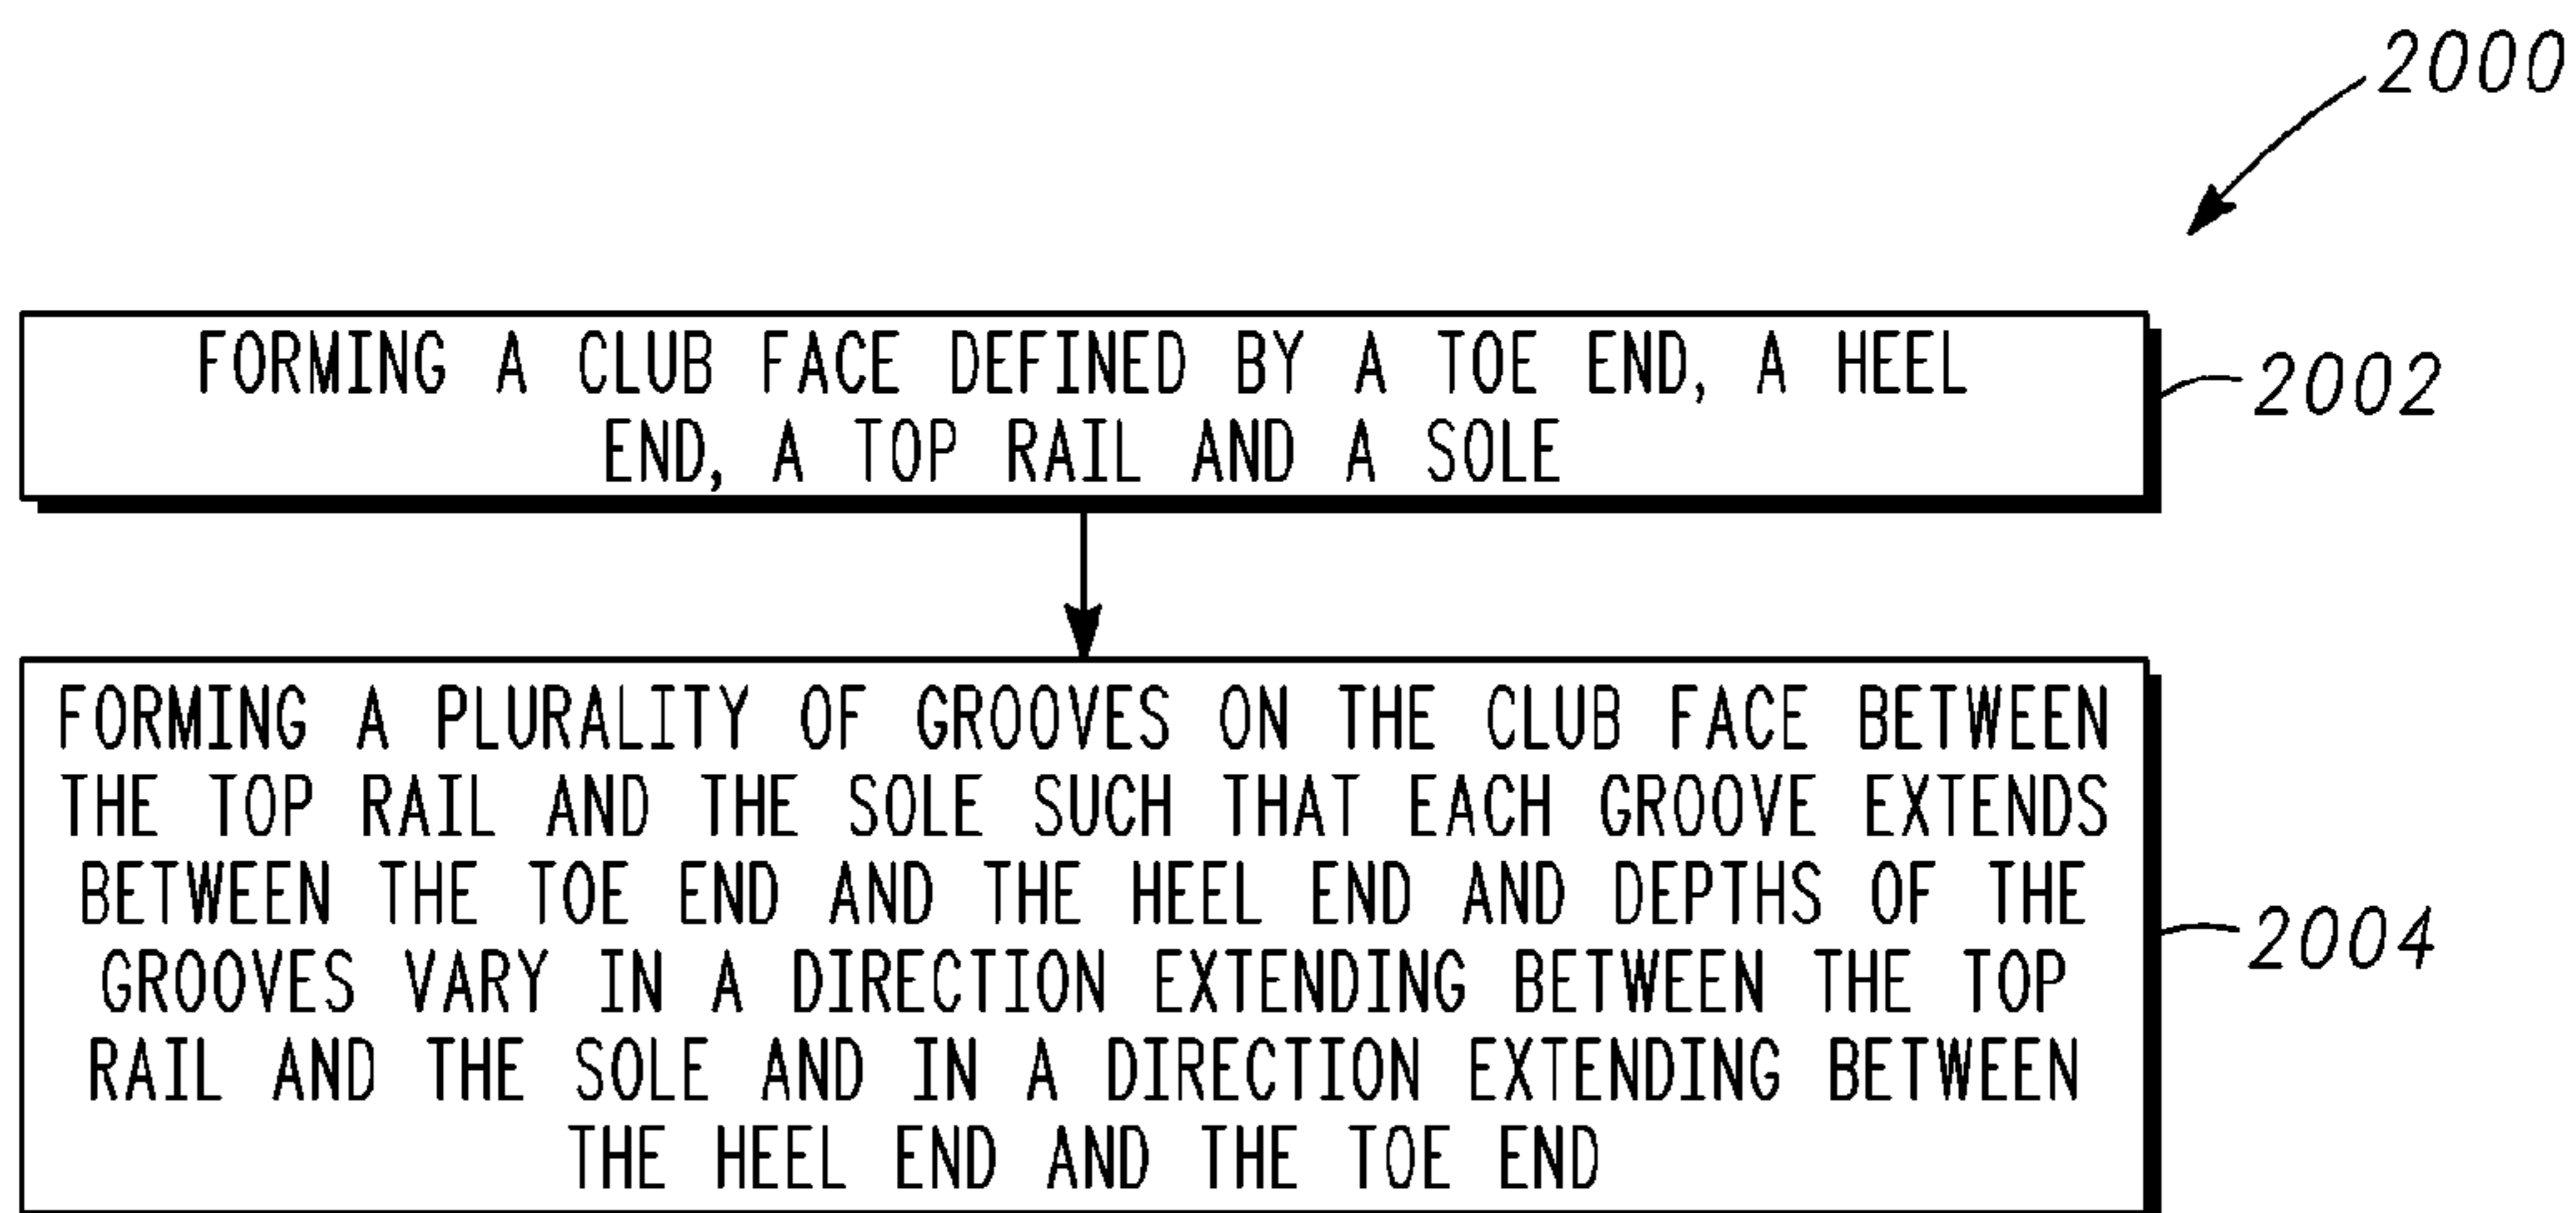 2000
FORMING A CLUB FACE DEFINED BY A TOE END, A HEEL
END, A TOP RAIL AND A SOLE
2002
FORMING A PLURALITY OF GROOVES ON THE CLUB FACE BETWEEN
THE TOP RAIL AND THE SOLE SUCH THAT EACH GROOVE EXTENDS
BETWEEN THE TOE END AND THE HEEL END AND DEPTHS OF THE
GROOVES VARY IN A DIRECTION EXTENDING BETWEEN THE TOP
RAIL AND THE SOLE AND IN A DIRECTION EXTENDING BETWEEN
THE HEEL END AND THE TOE END
2004